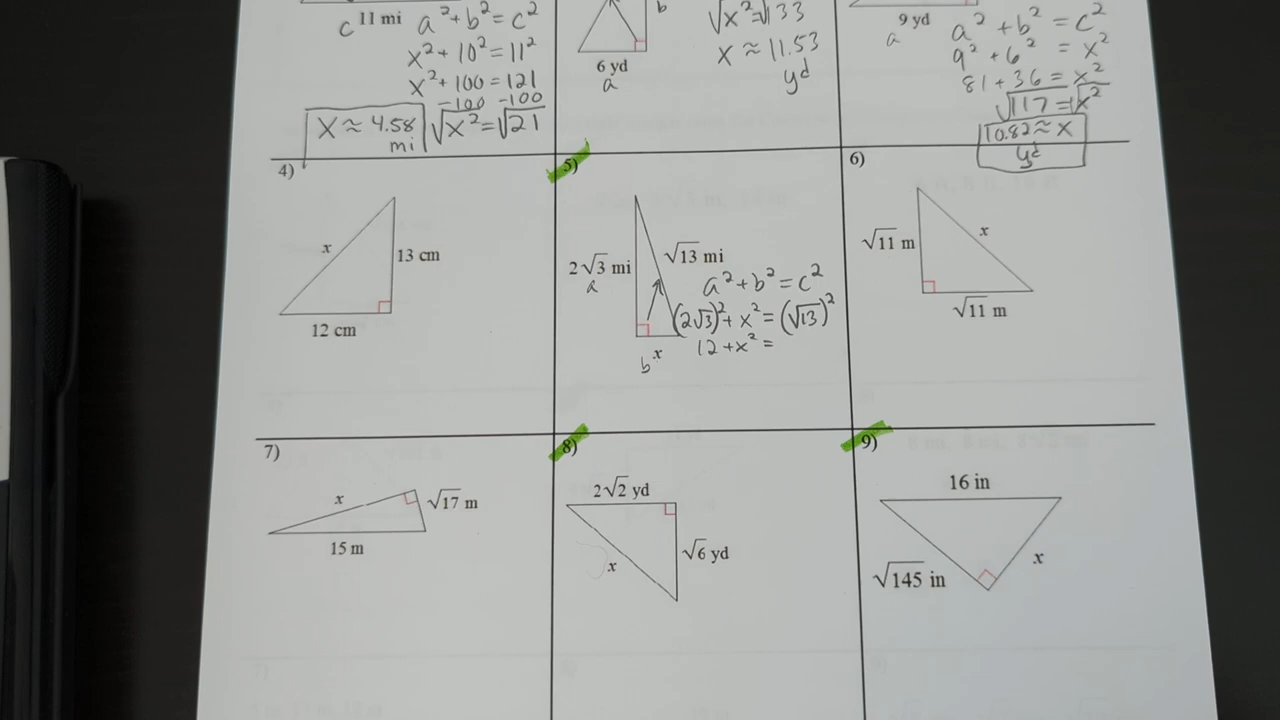 11 mi
c
a² + b² = c²
x² + 10² = 11²
x² + 100 = 121
-100 -100
√x² = √21
x ≈ 4.58
mi
b
6 yd
a
√x² = √133
x ≈ 11.53
yd
9 yd
a
a² + b² = c²
9² + 6² = x²
81 + 36 = x²
√117 = √x²
10.82 ≈ x
yd
4)
x
13 cm
12 cm
5)
2√3 mi
a
√13 mi
x
b
a² + b² = c²
(2√3)² + x² = (√13)²
12 + x² =
6)
√11 m
x
√11 m
7)
x
√17 m
15 m
8)
2√2 yd
√6 yd
x
9)
16 in
√145 in
x